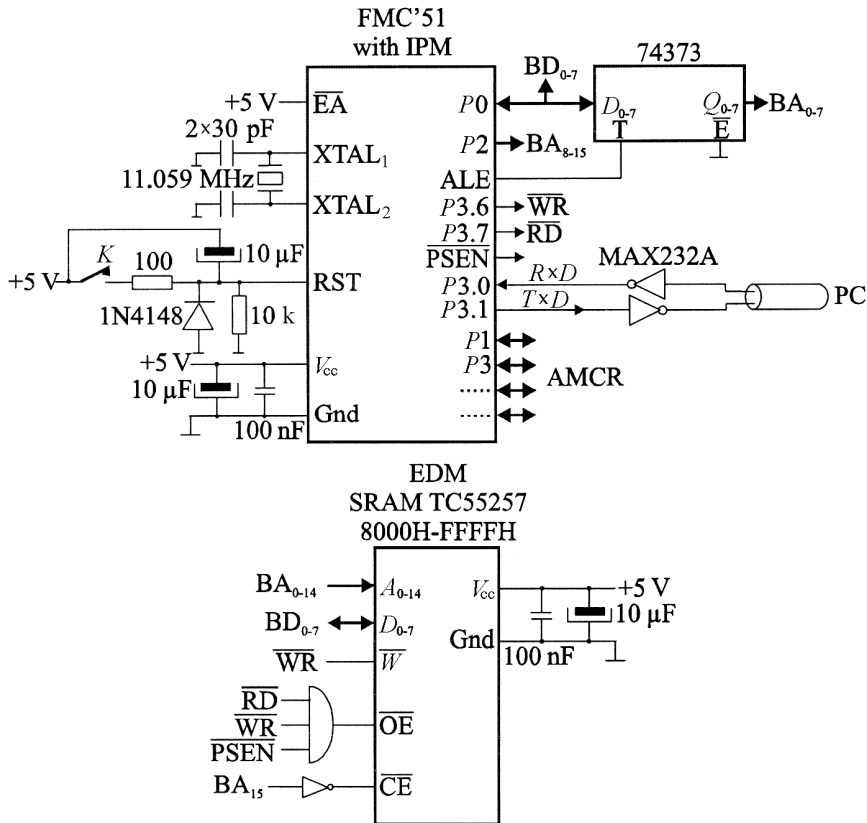 FMC'51
with IPM
74373
+5 V
EA
P0
BD0-7
D0-7
Q0-7
BA0-7
T
E
2×30 pF
XTAL1
P2
BA8-15
11.059 MHz
ALE
XTAL2
P3.6
WR
P3.7
RD
PSEN
MAX232A
+5 V
K
100
10 µF
RST
P3.0
R×D
P3.1
T×D
PC
1N4148
10 k
P1
+5 V
Vcc
P3
AMCR
10 µF
.....
.....
100 nF
Gnd
EDM
SRAM TC55257
8000H-FFFFH
BA0-14
A0-14
Vcc
+5 V
BD0-7
D0-7
10 µF
Gnd
100 nF
WR
W
RD
WR
OE
PSEN
BA15
CE